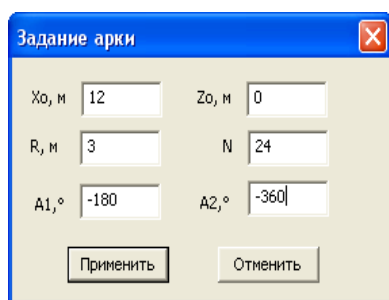 Задание арки
Xo, м 12 Zo, м 0
R, м 3 N 24
A1,° -180 A2,° -360
Применить Отменить